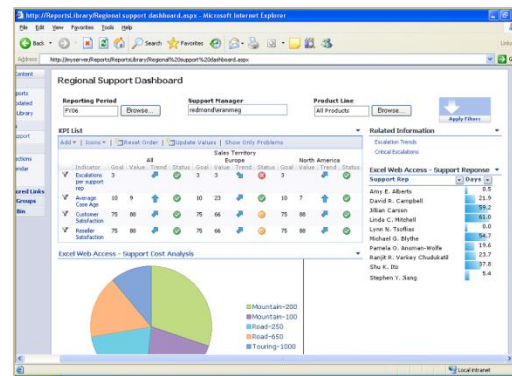 http://ReportsLibrary/Regional support dashboard.aspx - Microsoft Internet Explorer
File Edit View Favorites Tools Help
Back Search Favorites
Address http://myserver/Reports/ReportsLibrary/Regional%20support%20dashboard.aspx Go
Links
Regional Support Dashboard
Reporting Period Support Manager Product Line
FY06 Browse... redmond\aranmeg All Products Browse...
Apply Filters
KPI List
Add Icons Reset Order Update Values Show Only Problems
Sales Territory
All Europe North America
Indicator Goal Value Trend Status Goal Value Trend Status Goal Value Trend Status
Escalations per support rep 3 3 3 3
Average Case Age 10 9 10 23 10 7
Customer Satisfaction 75 88 75 66 75 88
Reseller Satisfaction 75 88 75 66 75 88
Related Information
Escalation Trends
Critical Escalations
Excel Web Access - Support Reponse
Support Rep Days
Amy E. Alberts 0.5
David R. Campbell 23.7
Jillian Carson 59.2
Linda C. Mitchell 61.0
Lynn N. Tsoflias 0.0
Michael G. Blythe 54.7
Pamela O. Ansman-Wolfe 19.6
Ranjit R. Varkey Chudukatil 21.9
Shu K. Ito 37.8
Stephen Y. Jiang 5.4
Excel Web Access - Support Cost Analysis
Mountain-200
Mountain-100
Road-250
Road-650
Touring-1000
Local intranet